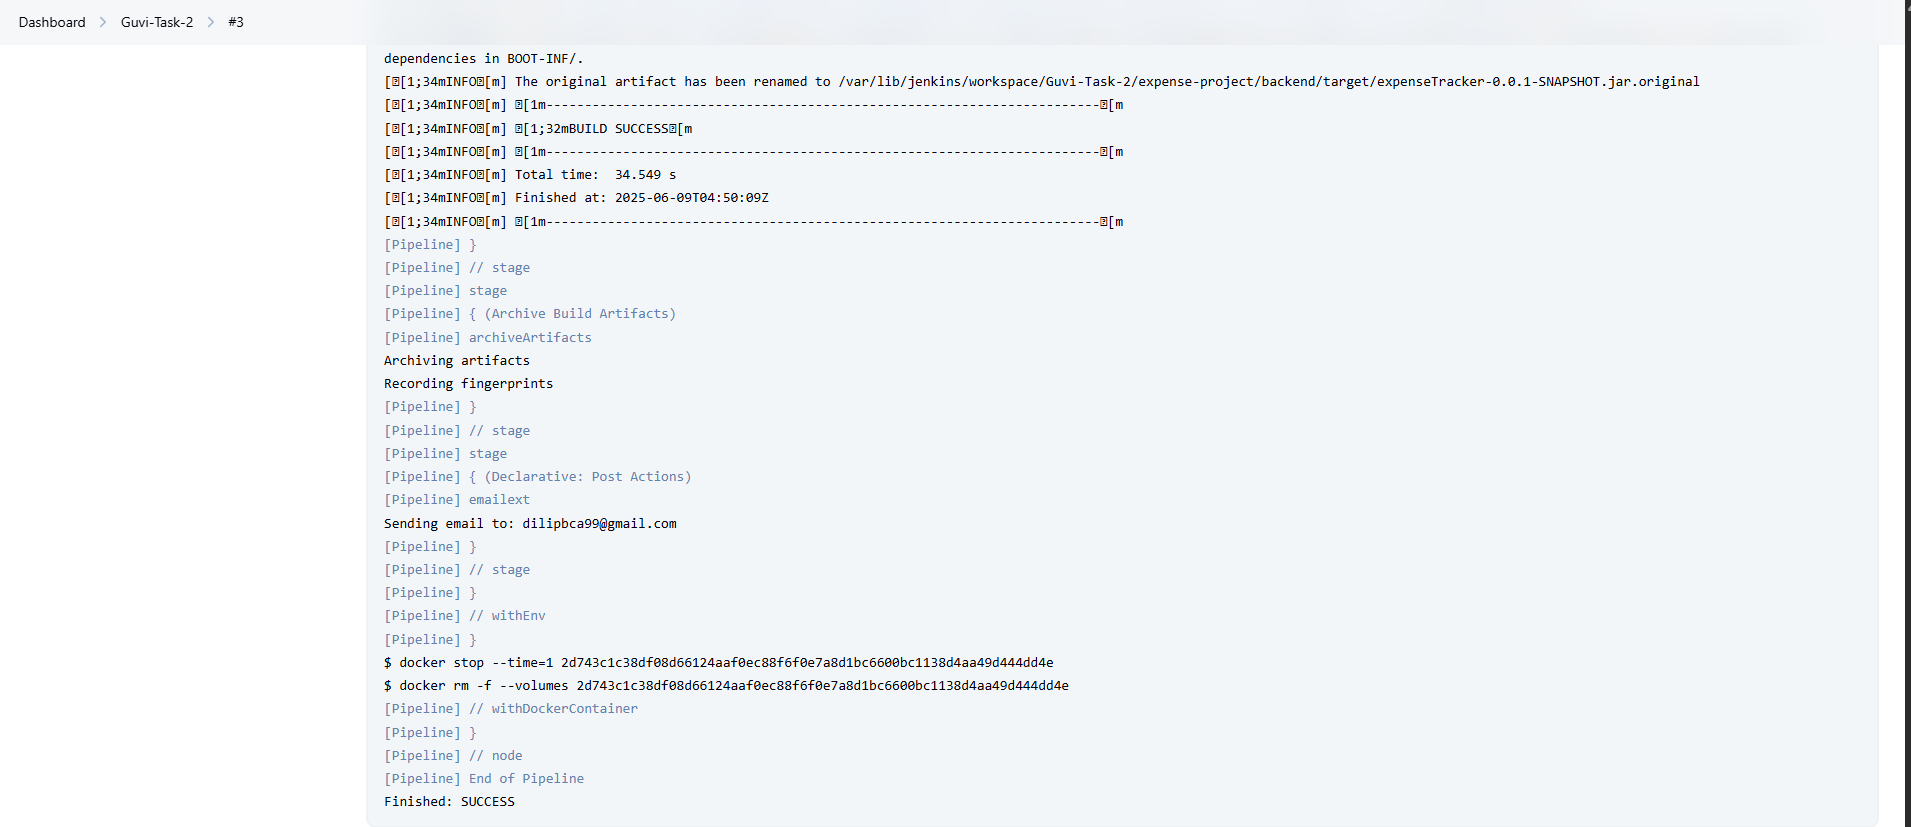 Dashboard > Guvi-Task-2 > #3
dependencies in BOOT-INF/.
[[1;34mINFO[m] The original artifact has been renamed to /var/lib/jenkins/workspace/Guvi-Task-2/expense-project/backend/target/expenseTracker-0.0.1-SNAPSHOT.jar.original
[[1;34mINFO[m] [1m------------------------------------------------------------------------[m
[[1;34mINFO[m] [1;32mBUILD SUCCESS[m
[[1;34mINFO[m] [1m------------------------------------------------------------------------[m
[[1;34mINFO[m] Total time:  34.549 s
[[1;34mINFO[m] Finished at: 2025-06-09T04:50:09Z
[[1;34mINFO[m] [1m------------------------------------------------------------------------[m
[Pipeline] }
[Pipeline] // stage
[Pipeline] stage
[Pipeline] { (Archive Build Artifacts)
[Pipeline] archiveArtifacts
Archiving artifacts
Recording fingerprints
[Pipeline] }
[Pipeline] // stage
[Pipeline] stage
[Pipeline] { (Declarative: Post Actions)
[Pipeline] emailext
Sending email to: dilipbca99@gmail.com
[Pipeline] }
[Pipeline] // stage
[Pipeline] }
[Pipeline] // withEnv
[Pipeline] }
$ docker stop --time=1 2d743c1c38df08d66124aaf0ec88f6f0e7a8d1bc6600bc1138d4aa49d444dd4e
$ docker rm -f --volumes 2d743c1c38df08d66124aaf0ec88f6f0e7a8d1bc6600bc1138d4aa49d444dd4e
[Pipeline] // withDockerContainer
[Pipeline] }
[Pipeline] // node
[Pipeline] End of Pipeline
Finished: SUCCESS